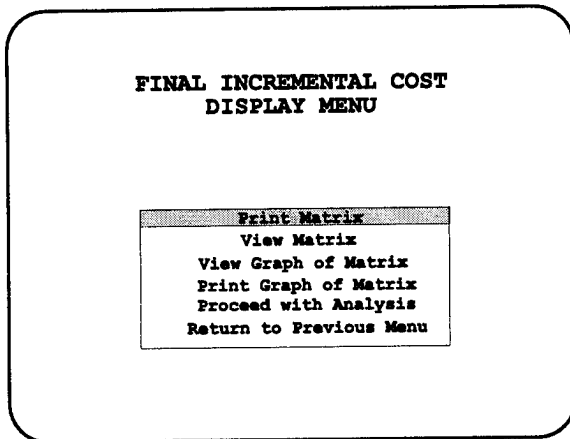 FINAL INCREMENTAL COST
DISPLAY MENU
Print Matrix
View Matrix
View Graph of Matrix
Print Graph of Matrix
Proceed with Analysis
Return to Previous Menu